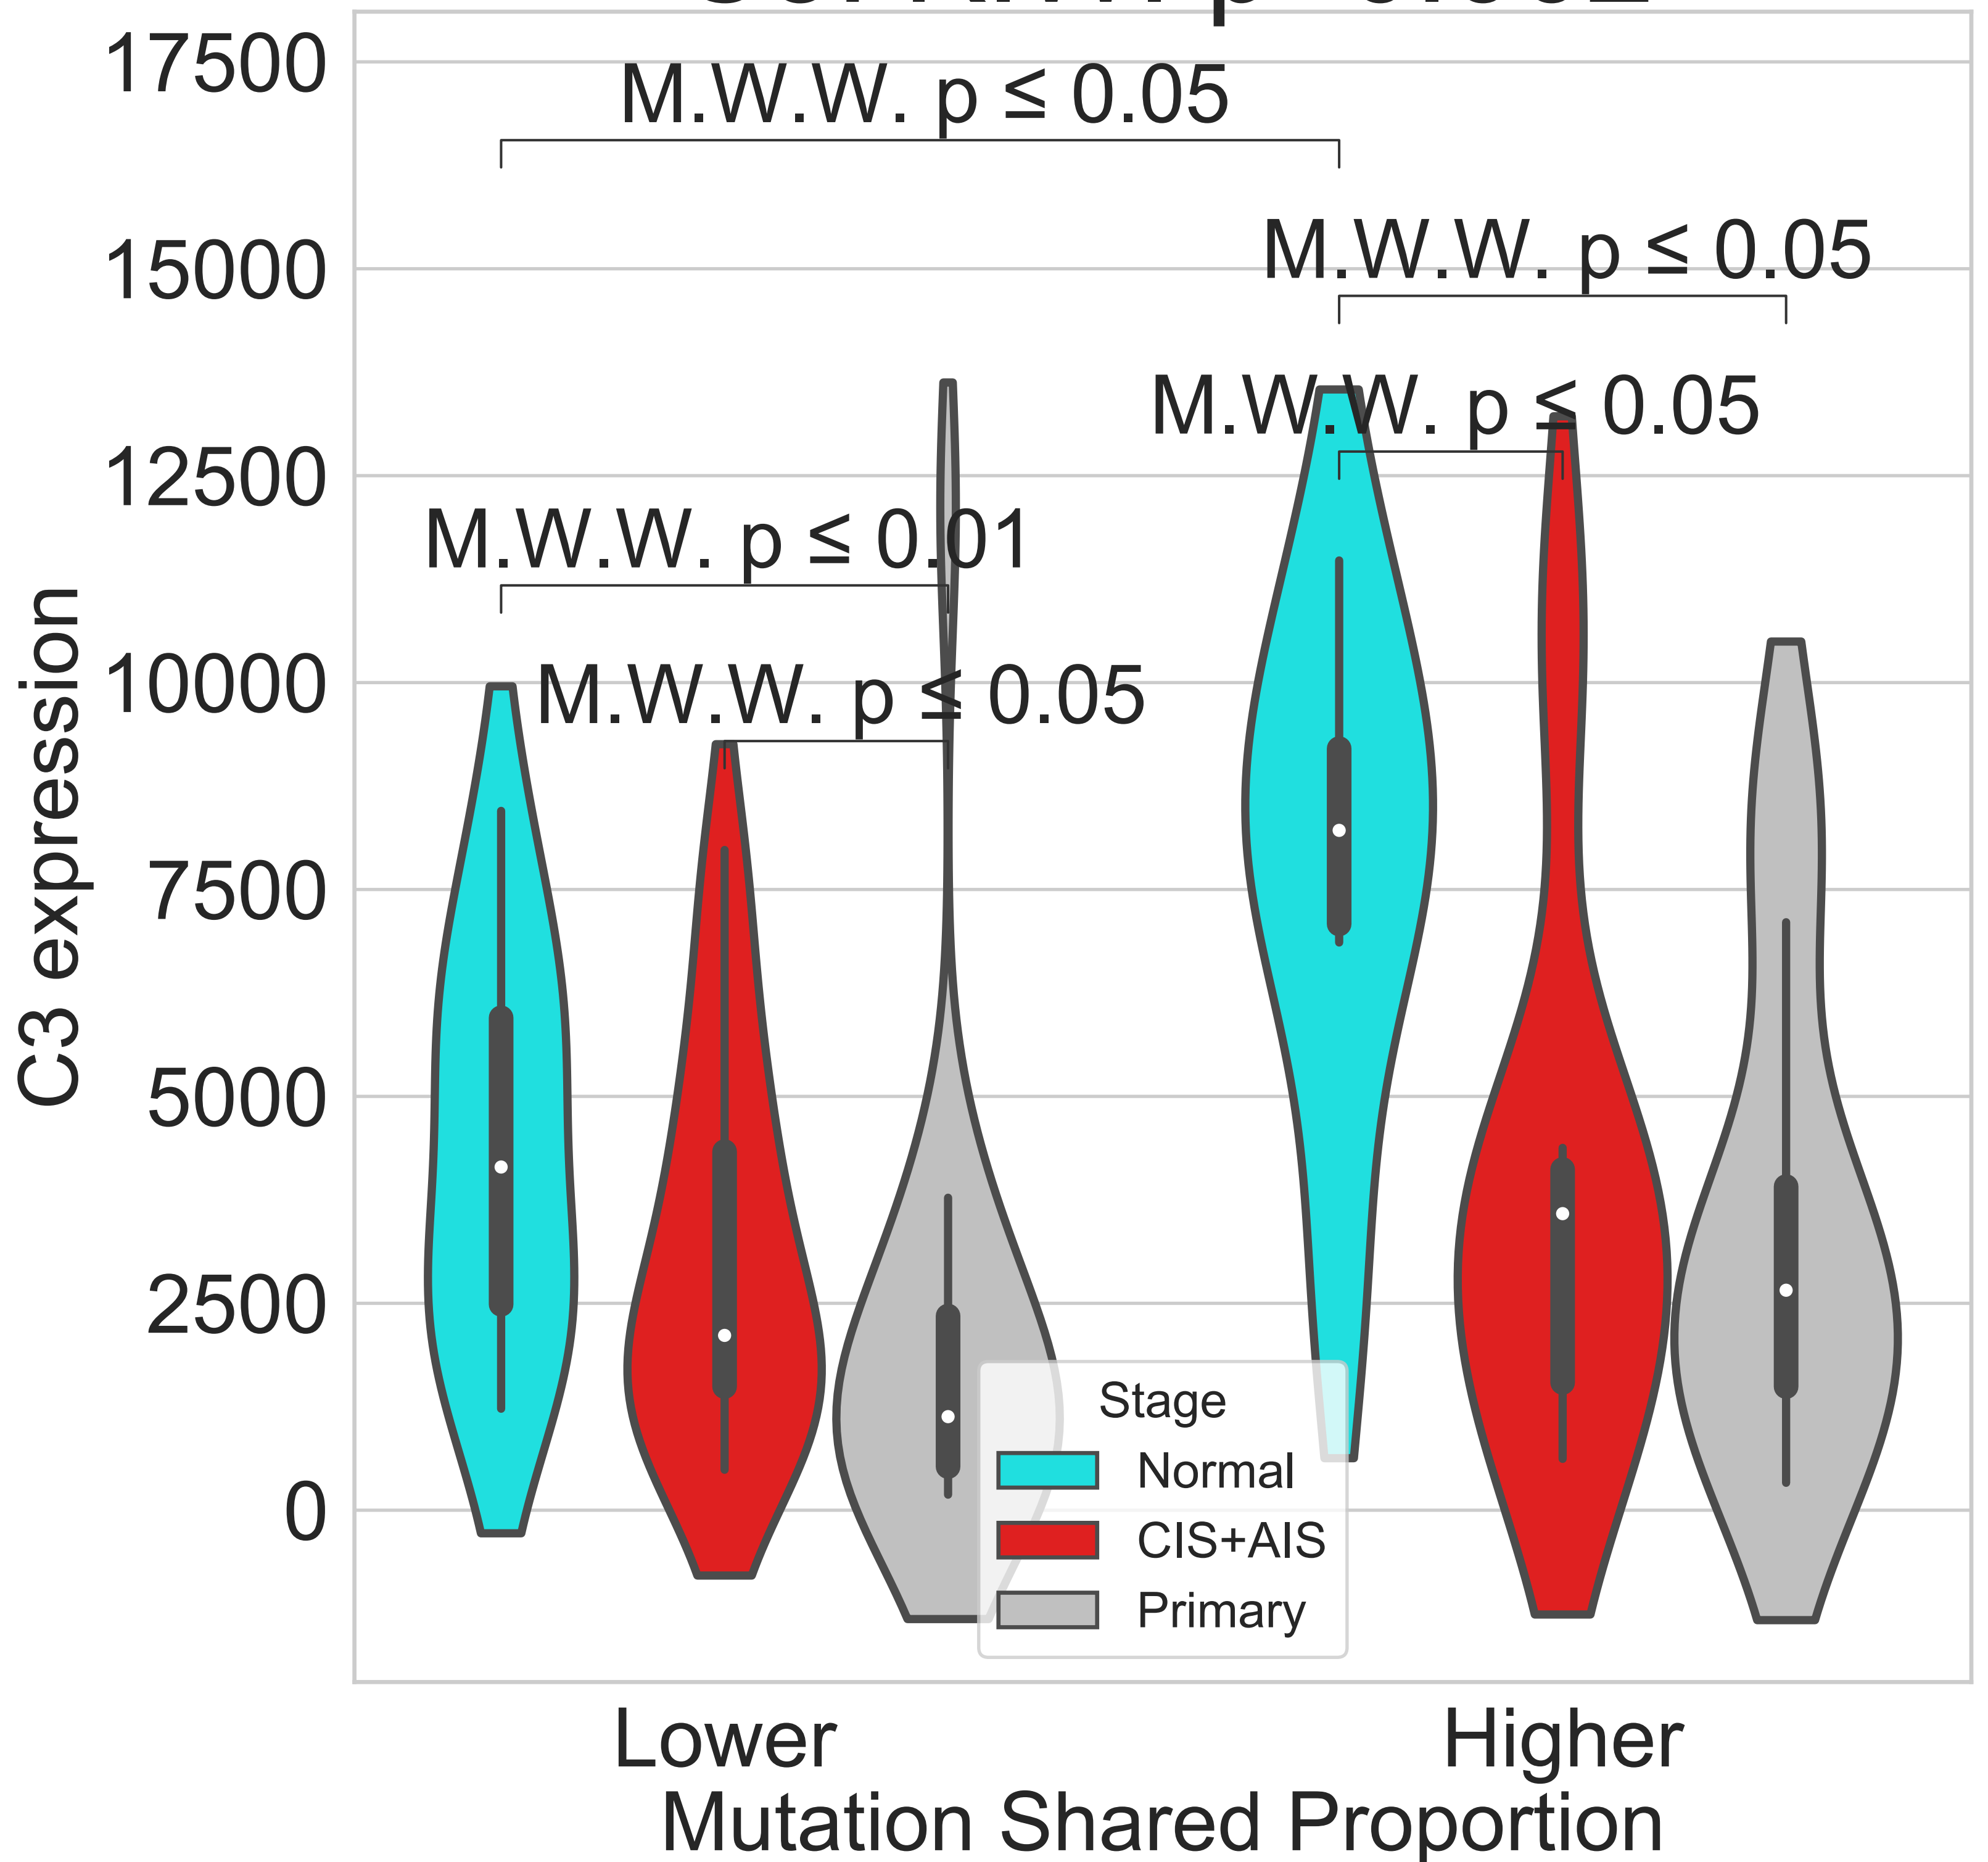 17500
M.W.W. p ≤ 0.05
15000
M.W.W. p ≤ 0.05
M.W.W. p ≤ 0.05
12500
M.W.W. p ≤ 0.01
10000
M.W.W. p ≤ 0.05
7500
5000
2500
0
C3 expression
Stage
Normal
CIS+AIS
Primary
Lower
Higher
Mutation Shared Proportion